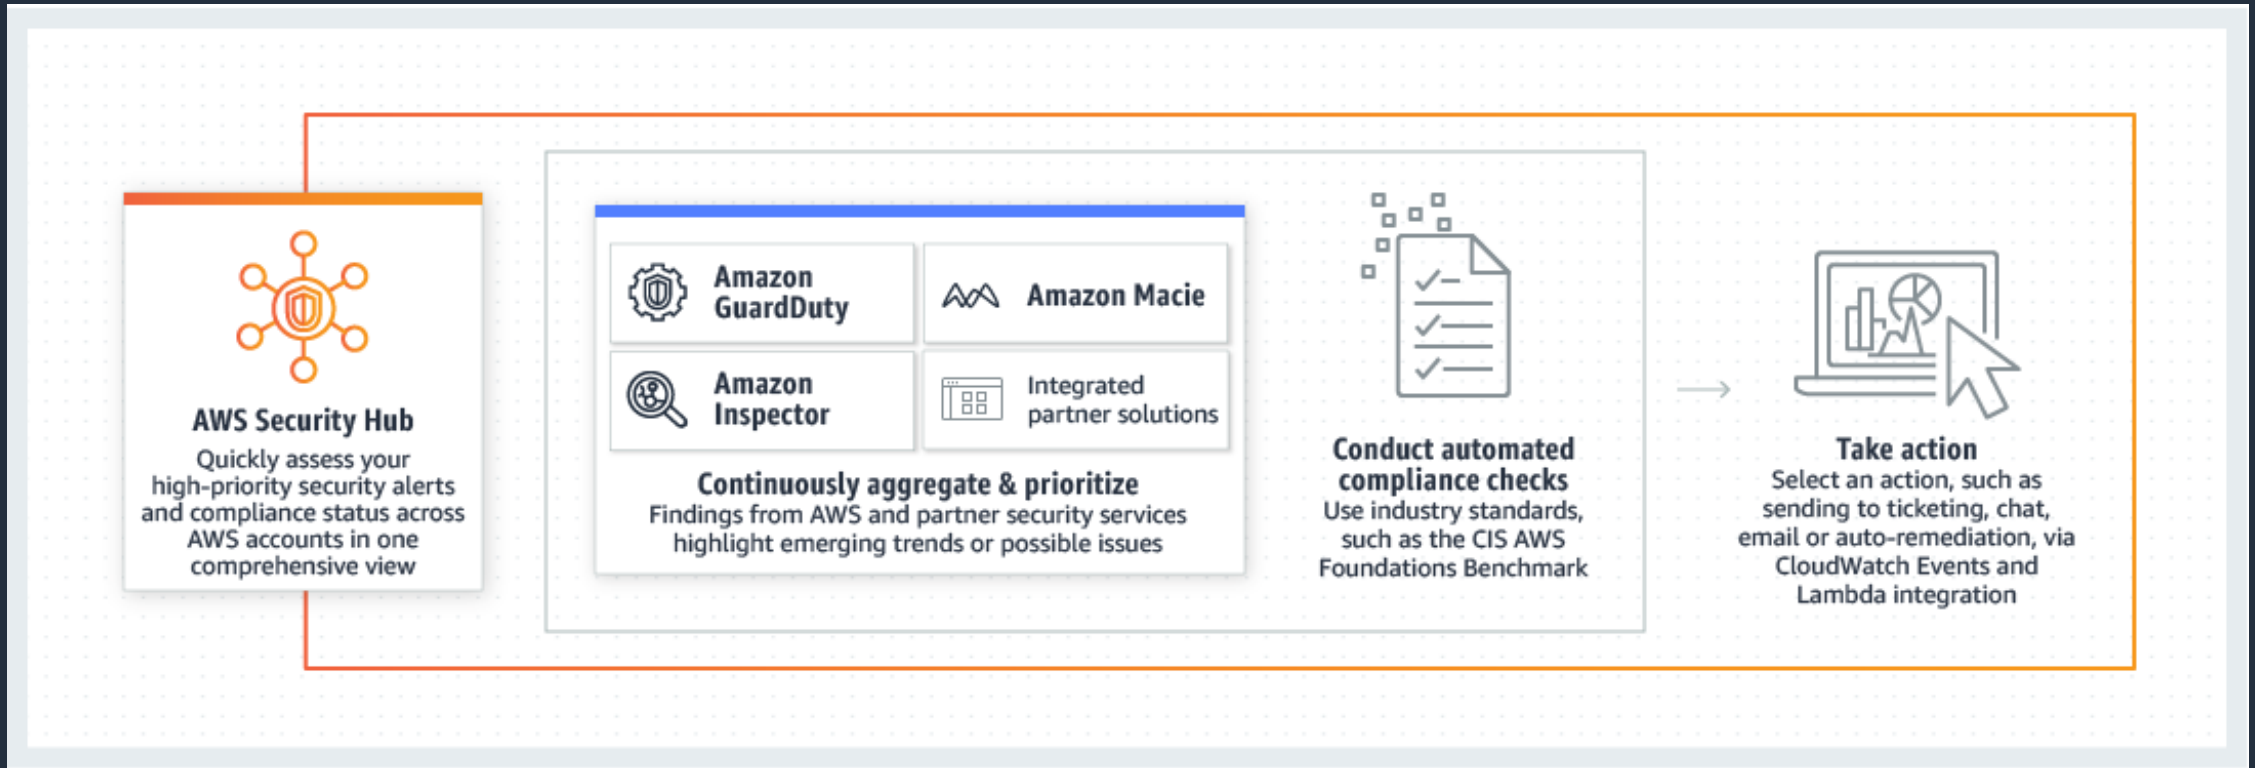 AWS Security Hub
Quickly assess your
high-priority security alerts
and compliance status across
AWS accounts in one
comprehensive view
Amazon
GuardDuty
Amazon Macie
Amazon
Inspector
Integrated
partner solutions
Continuously aggregate & prioritize
Findings from AWS and partner security services
highlight emerging trends or possible issues
Conduct automated
compliance checks
Use industry standards,
such as the CIS AWS
Foundations Benchmark
Take action
Select an action, such as
sending to ticketing, chat,
email or auto-remediation, via
CloudWatch Events and
Lambda integration